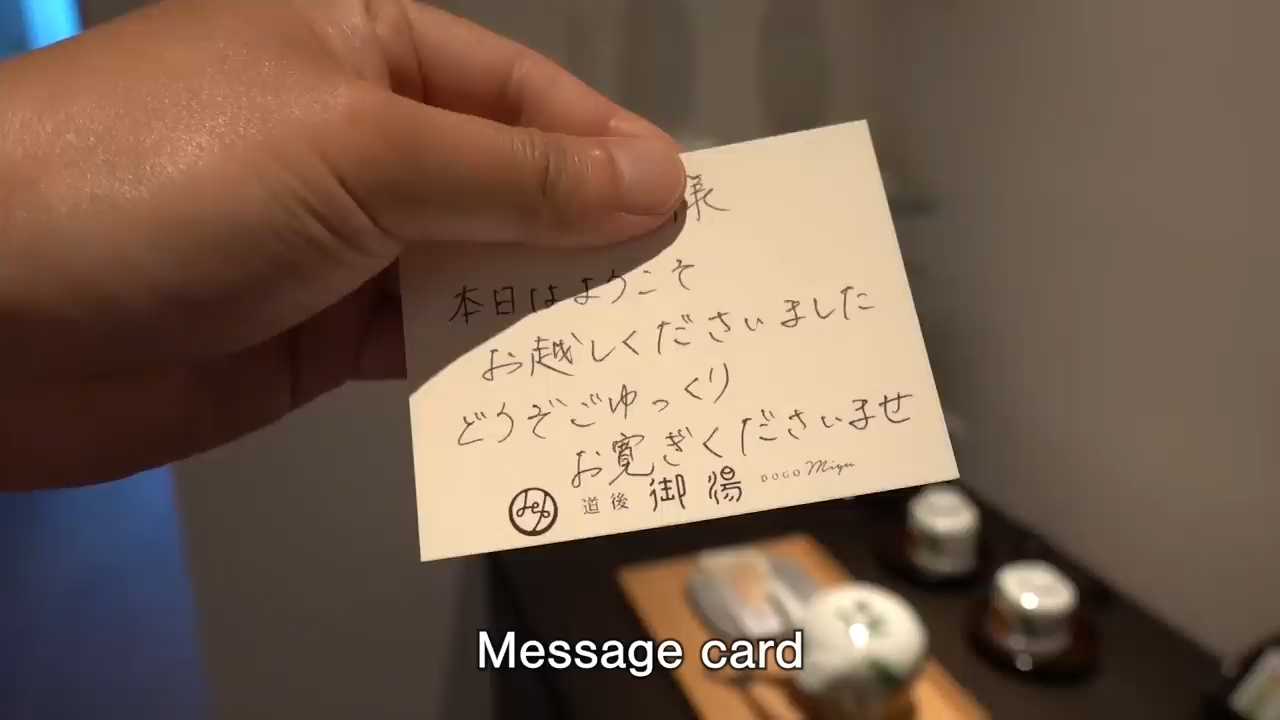 様
本日はようこそ
お越しくださいました
どうぞごゆっくり
お寛ぎくださいませ
道後 御湯 DOGO Miyu
Message card